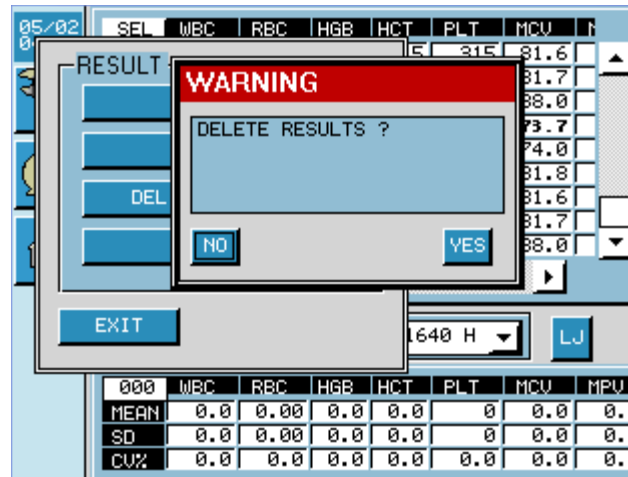 05/02
SEL WBC RBC HGB HCT PLT MCV
315 81.6
RESULT
WARNING
81.7
88.0
DELETE RESULTS ?
73.7
74.0
81.8
DEL
81.6
81.7
NO YES 88.0
EXIT
1640 H LJ
000 WBC RBC HGB HCT PLT MCV MPV
MEAN 0.0 0.00 0.0 0.0 0 0.0 0.
SD 0.0 0.00 0.0 0.0 0 0.0 0.
CV% 0.0 0.0 0.0 0.0 0.0 0.0 0.